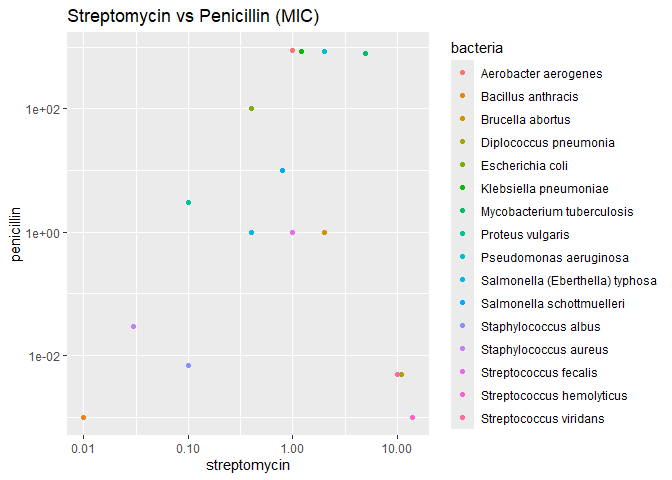 Streptomycin vs Penicillin (MIC)
penicillin
1e+02
1e+00
1e-02
0.01 0.10 1.00 10.00
streptomycin
bacteria
Aerobacter aerogenes
Bacillus anthracis
Brucella abortus
Diplococcus pneumonia
Escherichia coli
Klebsiella pneumoniae
Mycobacterium tuberculosis
Proteus vulgaris
Pseudomonas aeruginosa
Salmonella (Eberthella) typhosa
Salmonella schottmuelleri
Staphylococcus albus
Staphylococcus aureus
Streptococcus fecalis
Streptococcus hemolyticus
Streptococcus viridans